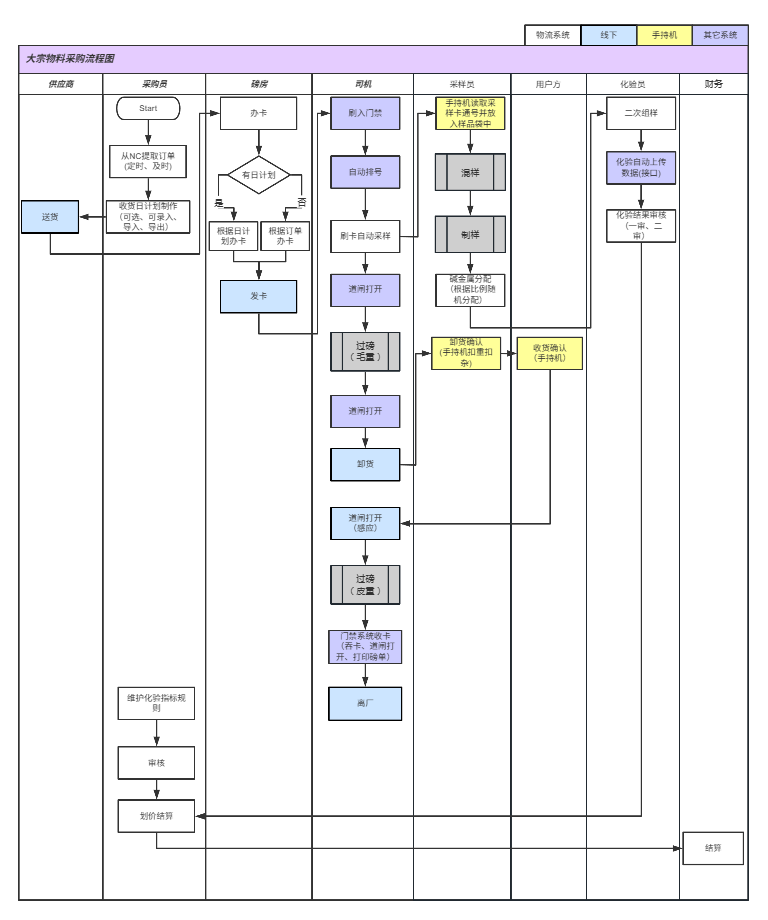 物流系统
线下
手持机
其它系统
大宗物料采购流程图
供应商
采购员
磅房
司机
采样员
用户方
化验员
财务
Start
办卡
刷入门禁
手持机读取采
样卡通号并放
入样品袋中
二次组样
从NC提取订单
(定时、及时)
有日计划
自动排号
混样
化验自动上传
数据(接口)
是
否
送货
收货日计划制作
（可选、可录入、
导入、导出）
根据日计
划办卡
根据订单
办卡
刷卡自动采样
制样
化验结果审核
（一审、二
审）
发卡
道闸打开
碱金属分配
（根据比例随
机分配）
过磅
（毛重）
卸货确认
(手持机扣重扣
杂)
收货确认
（手持机）
道闸打开
卸货
道闸打开
（感应）
过磅
（皮重）
门禁系统收卡
（吞卡、道闸打
开、打印磅单）
离厂
维护化验指标规
则
审核
划价结算
结算